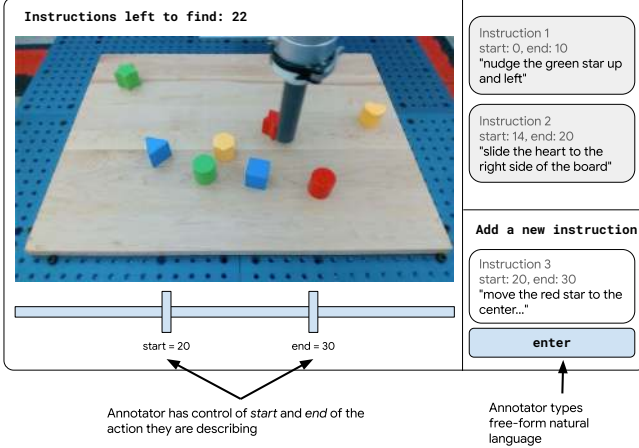 Instructions left to find: 22
Instruction 1
start: 0, end: 10
"nudge the green star up
and left"
Instruction 2
start: 14, end: 20
"slide the heart to the
right side of the board"
Add a new instruction
Instruction 3
start: 20, end: 30
"move the red star to the
center..."
enter
start = 20
end = 30
Annotator has control of start and end of the
action they are describing
Annotator types
free-form natural
language